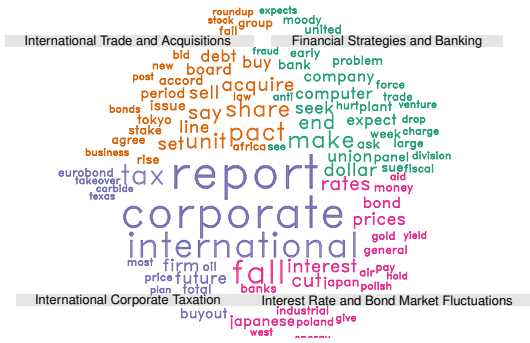 roundup expects
stock group moody
fail united
International Trade and Acquisitions Financial Strategies and Banking
bid debt buy fraud early problem
new board bank
post accord acquire company force
period sell law anti computer trade
bonds issue say share seek hurt plant venture
tokyo line end expect drop
stake pact week charge
agree set unit africa see make ask large
business union panel division
rise dollar sue fiscal
eurobond tax report rates aid
takeover money
carbide
texas bond
corporate prices
gold yield
international general
most firm oil fall interest air pay
price future cut japan hold
plan total banks polish
International Corporate Taxation Interest Rate and Bond Market Fluctuations
buyout industrial
japanese poland give
west
energy